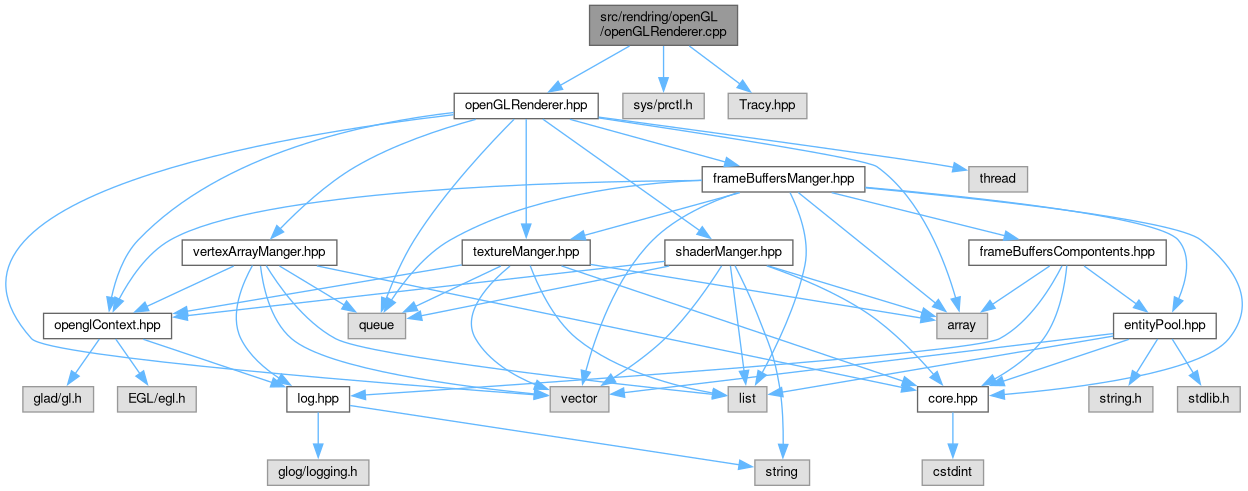 src/rendring/openGL
/openGLRenderer.cpp
openGLRenderer.hpp
sys/prctl.h
Tracy.hpp
frameBuffersManger.hpp
thread
vertexArrayManger.hpp
textureManger.hpp
shaderManger.hpp
frameBuffersCompontents.hpp
openglContext.hpp
queue
array
entityPool.hpp
glad/gl.h
EGL/egl.h
log.hpp
vector
list
core.hpp
string.h
stdlib.h
glog/logging.h
string
cstdint